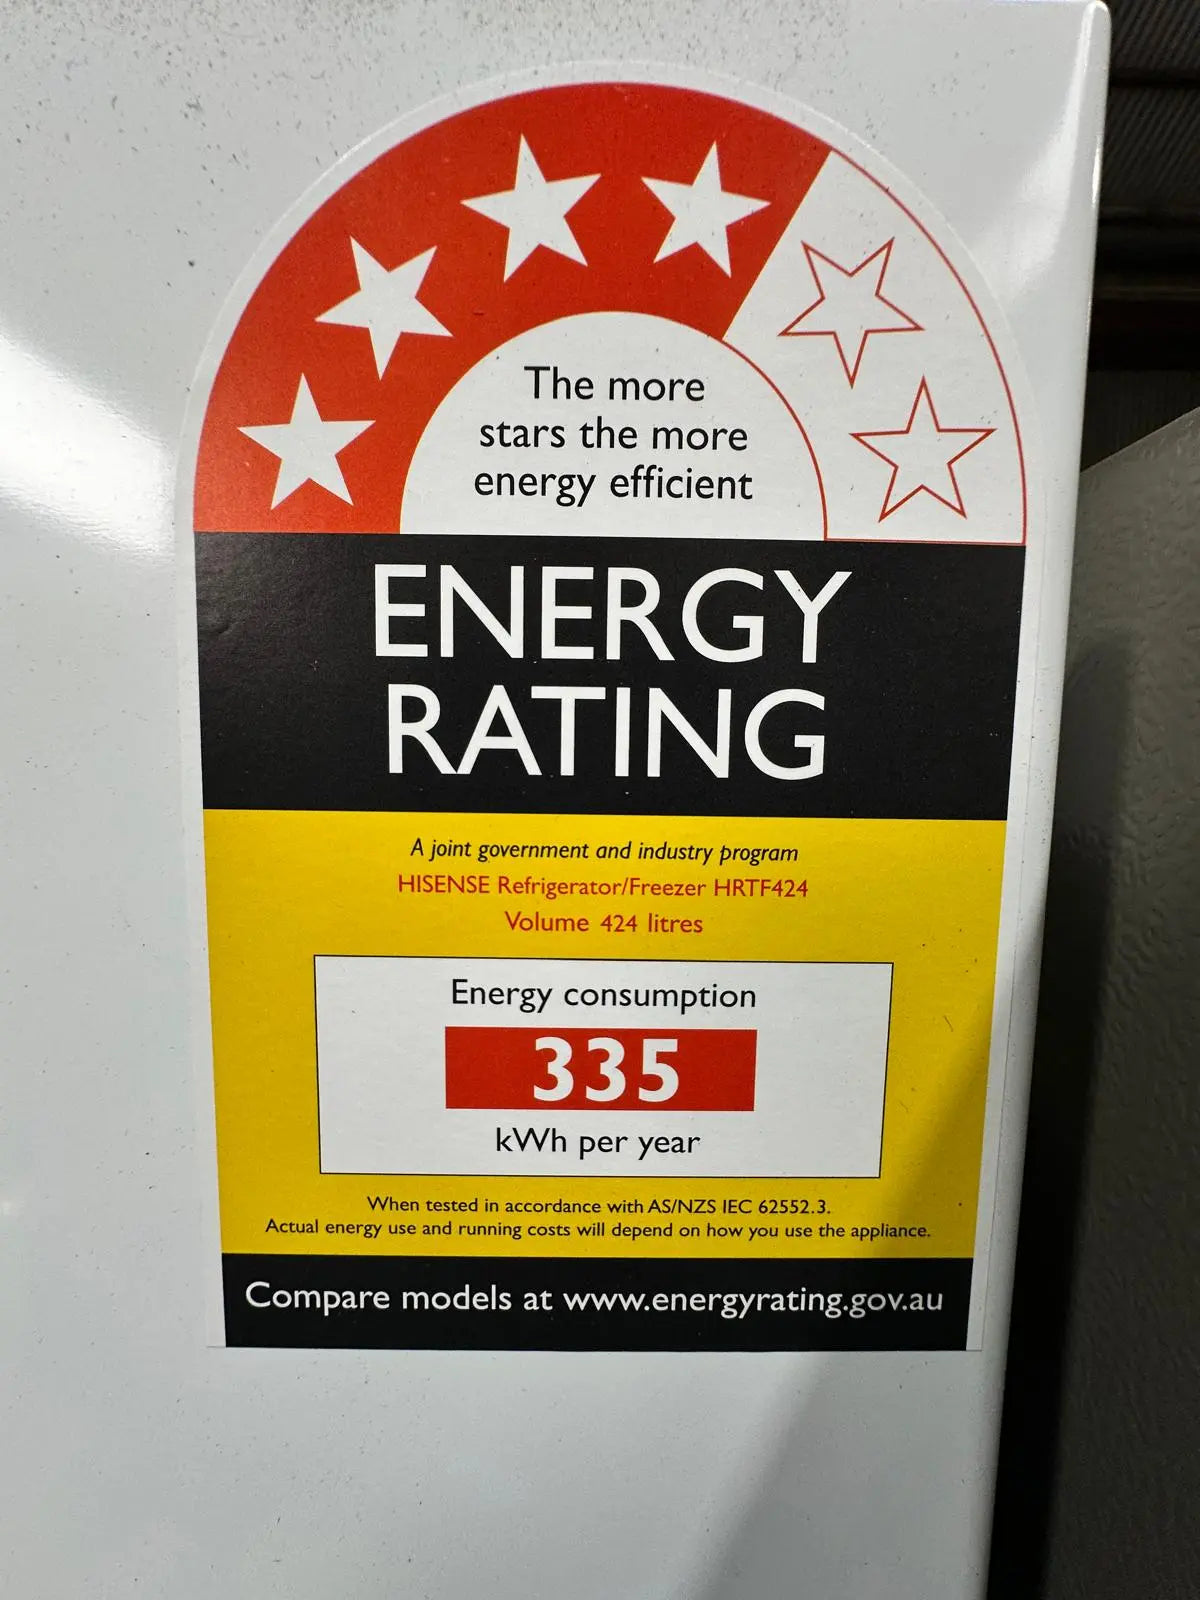 The more
stars the more
energy efficient
ENERGY
RATING
A joint government and industry program
HISENSE Refrigerator/Freezer HRTF424
Volume 424 litres
Energy consumption
335
kWh per year
When tested in accordance with AS/NZS IEC 62552.3.
Actual energy use and running costs will depend on how you use the appliance.
Compare models at www.energyrating.gov.au